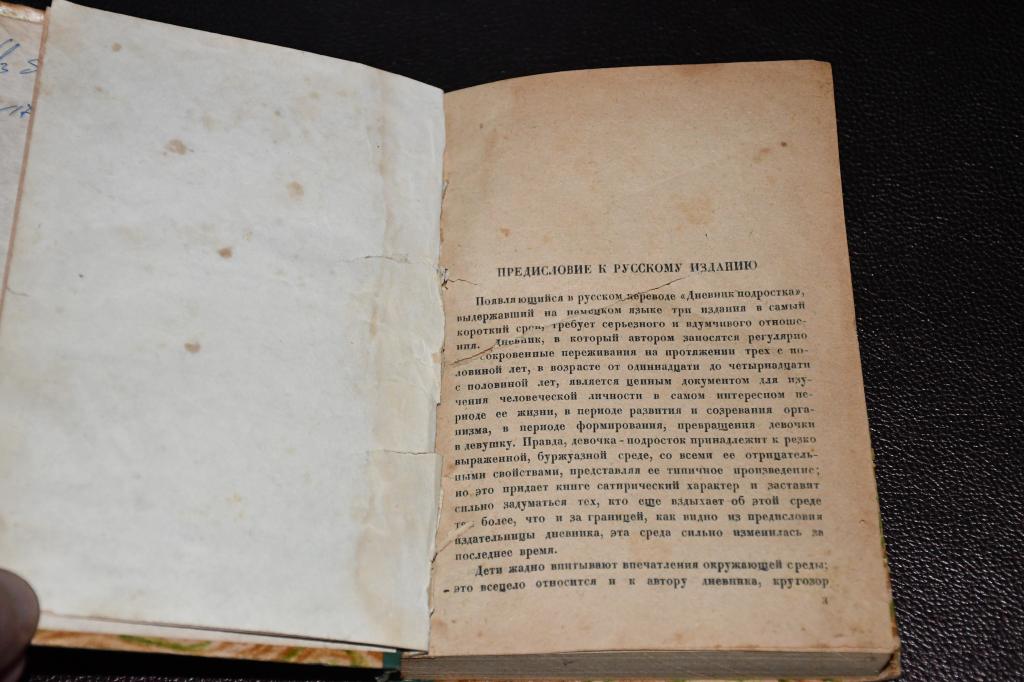 17
ПРЕДИСЛОВИЕ К РУССКОМУ ИЗДАНИЮ
Появляющийся в русском переводе «Дневник подростка»,
выдержавший на немецком языке три издания в самый
короткий срок, требует серьезного и вдумчивого отноше-
ния. Дневник, в который автором заносятся регулярно
сокровенные переживания на протяжении трех с по-
ловиной лет, в возрасте от одиннадцати до четырнадцати
с половиной лет, является ценным документом для изу-
чения человеческой личности в самом интересном пе-
риоде ее жизни, в периоде развития и созревания орга-
низма, в периоде формирования, превращения девочки
в девушку. Правда, девочка-подросток принадлежит к резко
выраженной, буржуазной среде, со всеми ее отрицатель-
ными свойствами, представляя ее типичное произведение;
но это придает книге сатирический характер и заставит
сильно задуматься тех, кто еще вздыхает об этой среде
более, что и за границей, как видно из предисловия
издательницы дневника, эта среда сильно изменилась за
последнее время.
Дети жадно впитывают впечатления окружающей среды;
это всецело относится и к автору дневника, кругозор
3